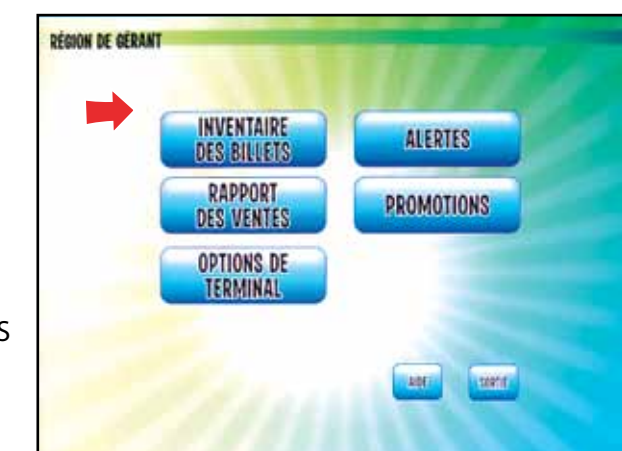 RÉGION DE GÉRANT
INVENTAIRE
DES BILLETS
ALERTES
RAPPORT
DES VENTES
PROMOTIONS
OPTIONS DE
TERMINAL
S
AIDE
SORTIE